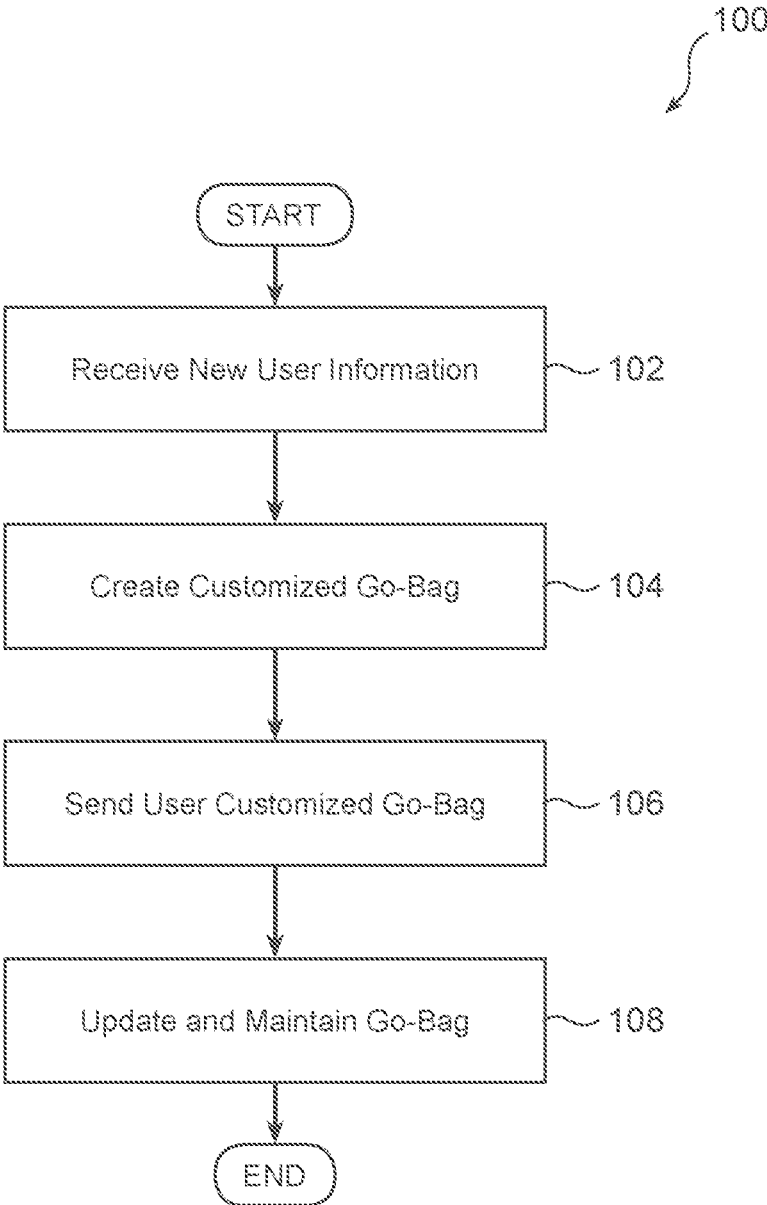 100
START
Receive New User Information
102
Create Customized Go-Bag
104
Send User Customized Go-Bag
106
Update and Maintain Go-Bag
108
END